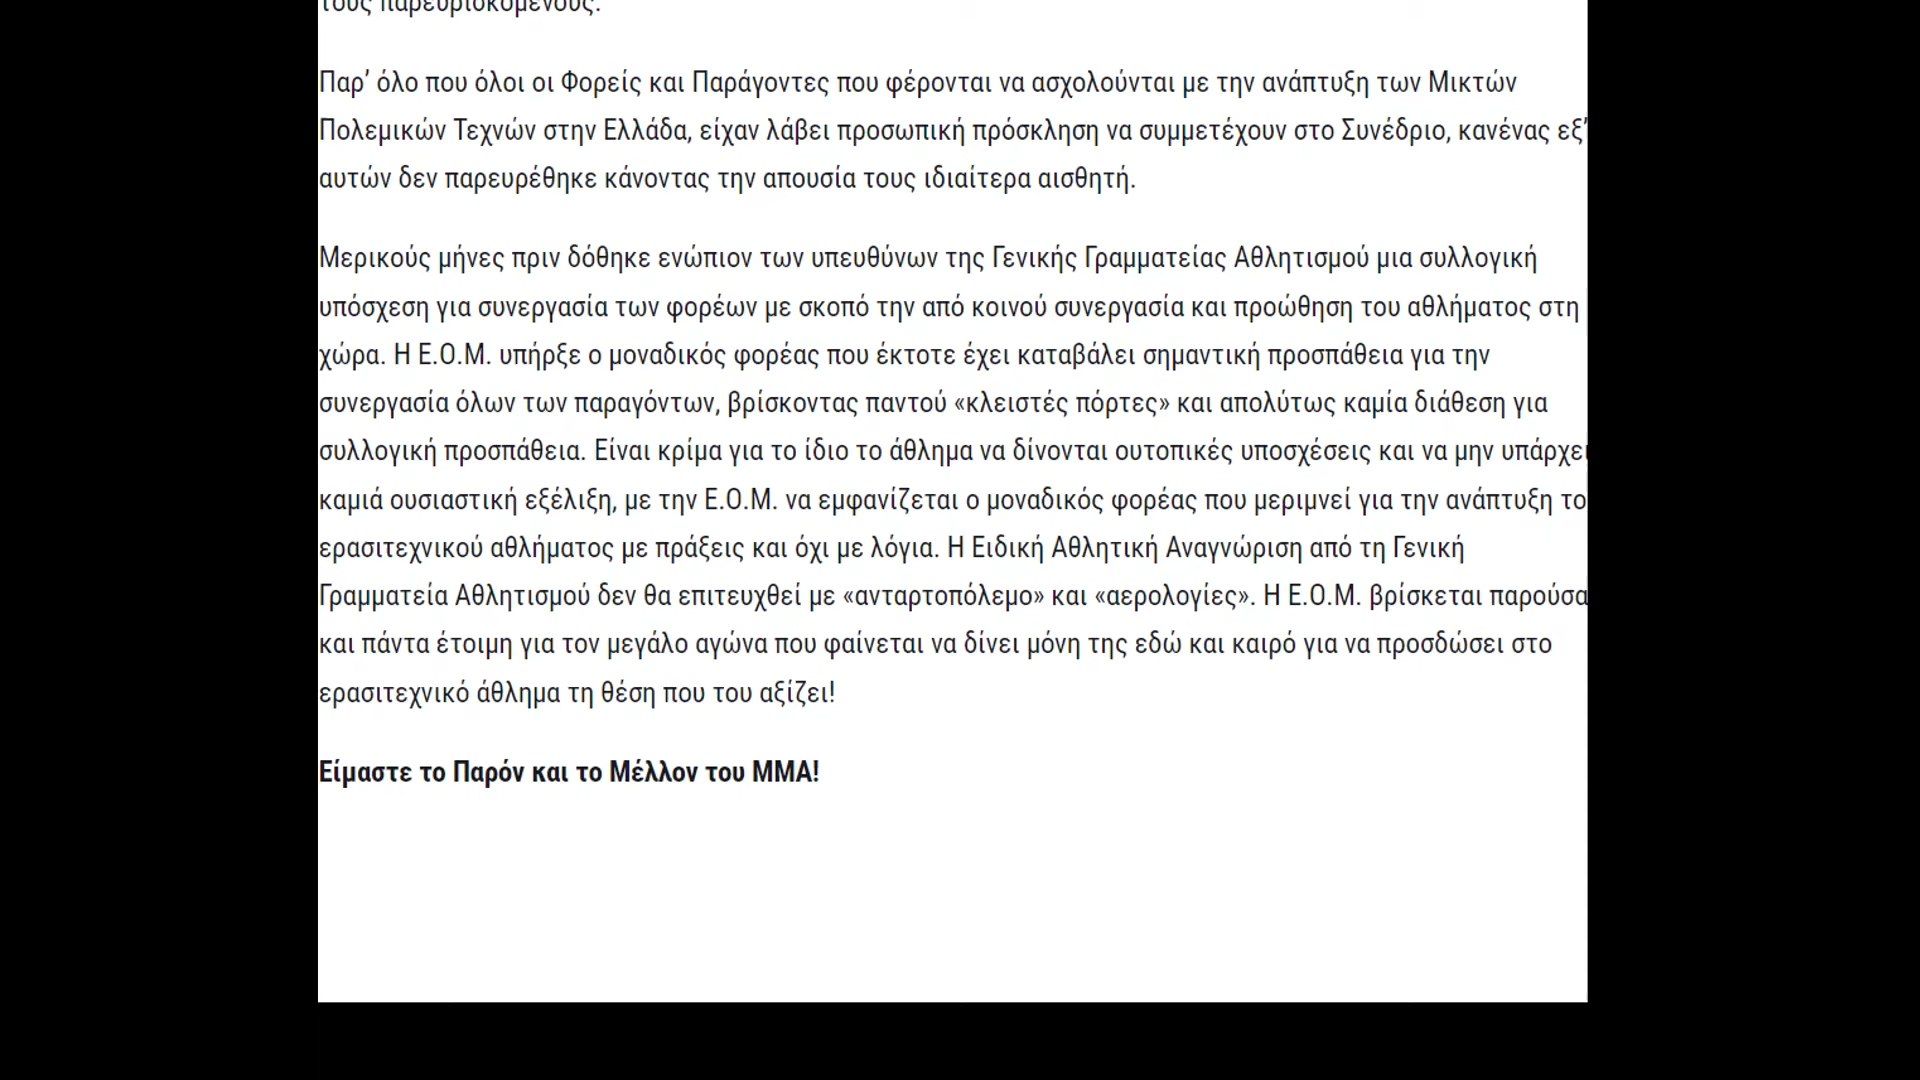 τους παρευρισκόμενους.
Παρ’ όλο που όλοι οι Φορείς και Παράγοντες που φέρονται να ασχολούνται με την ανάπτυξη των Μικτών
Πολεμικών Τεχνών στην Ελλάδα, είχαν λάβει προσωπική πρόσκληση να συμμετέχουν στο Συνέδριο, κανένας εξ’
αυτών δεν παρευρέθηκε κάνοντας την απουσία τους ιδιαίτερα αισθητή.
Μερικούς μήνες πριν δόθηκε ενώπιον των υπευθύνων της Γενικής Γραμματείας Αθλητισμού μια συλλογική
υπόσχεση για συνεργασία των φορέων με σκοπό την από κοινού συνεργασία και προώθηση του αθλήματος στη
χώρα. Η Ε.Ο.Μ. υπήρξε ο μοναδικός φορέας που έκτοτε έχει καταβάλει σημαντική προσπάθεια για την
συνεργασία όλων των παραγόντων, βρίσκοντας παντού «κλειστές πόρτες» και απολύτως καμία διάθεση για
συλλογική προσπάθεια. Είναι κρίμα για το ίδιο το άθλημα να δίνονται ουτοπικές υποσχέσεις και να μην υπάρχει
καμιά ουσιαστική εξέλιξη, με την Ε.Ο.Μ. να εμφανίζεται ο μοναδικός φορέας που μεριμνεί για την ανάπτυξη το
ερασιτεχνικού αθλήματος με πράξεις και όχι με λόγια. Η Ειδική Αθλητική Αναγνώριση από τη Γενική
Γραμματεία Αθλητισμού δεν θα επιτευχθεί με «ανταρτοπόλεμο» και «αερολογίες». Η Ε.Ο.Μ. βρίσκεται παρούσα
και πάντα έτοιμη για τον μεγάλο αγώνα που φαίνεται να δίνει μόνη της εδώ και καιρό για να προσδώσει στο
ερασιτεχνικό άθλημα τη θέση που του αξίζει!
Είμαστε το Παρόν και το Μέλλον του ΜΜΑ!